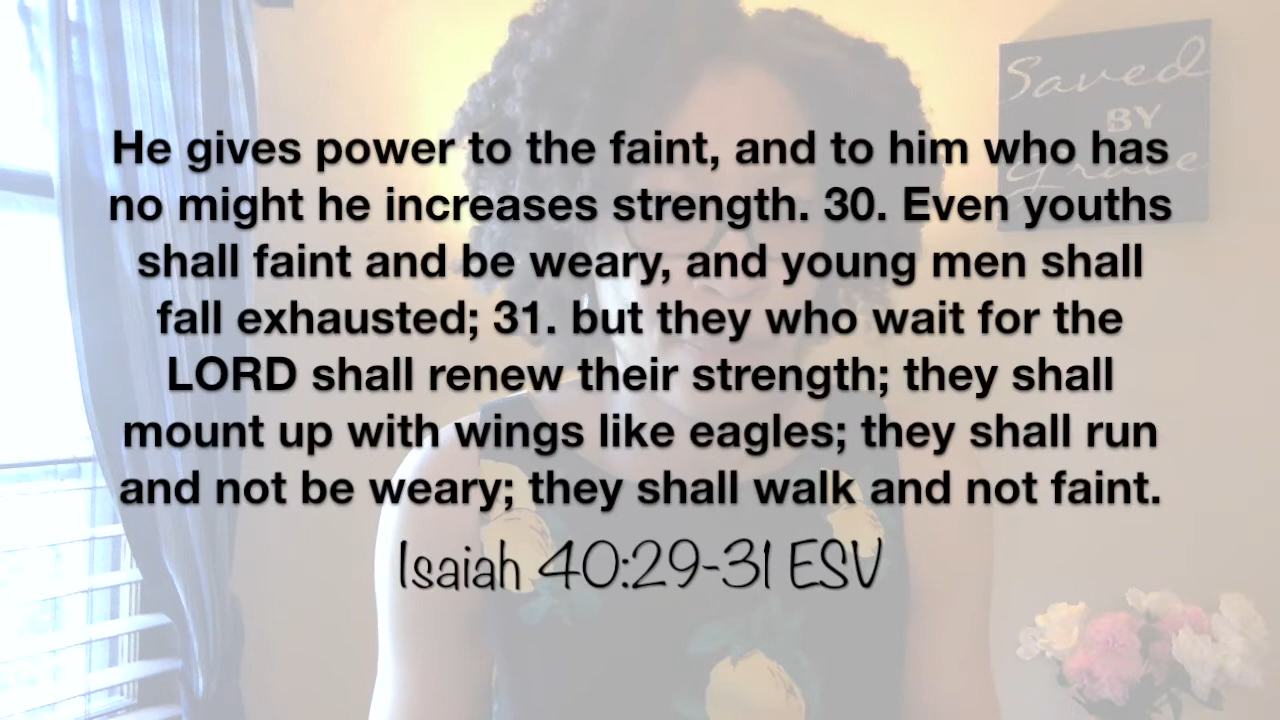 Saved
BY
Grace
He gives power to the faint, and to him who has
no might he increases strength. 30. Even youths
shall faint and be weary, and young men shall
fall exhausted; 31. but they who wait for the
LORD shall renew their strength; they shall
mount up with wings like eagles; they shall run
and not be weary; they shall walk and not faint.
Isaiah 40:29-31 ESV